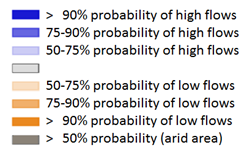 > 90% probability of high flows
75-90% probability of high flows
50-75% probability of high flows
50-75% probability of low flows
75-90% probability of low flows
> 90% probability of low flows
> 50% probability (arid area)